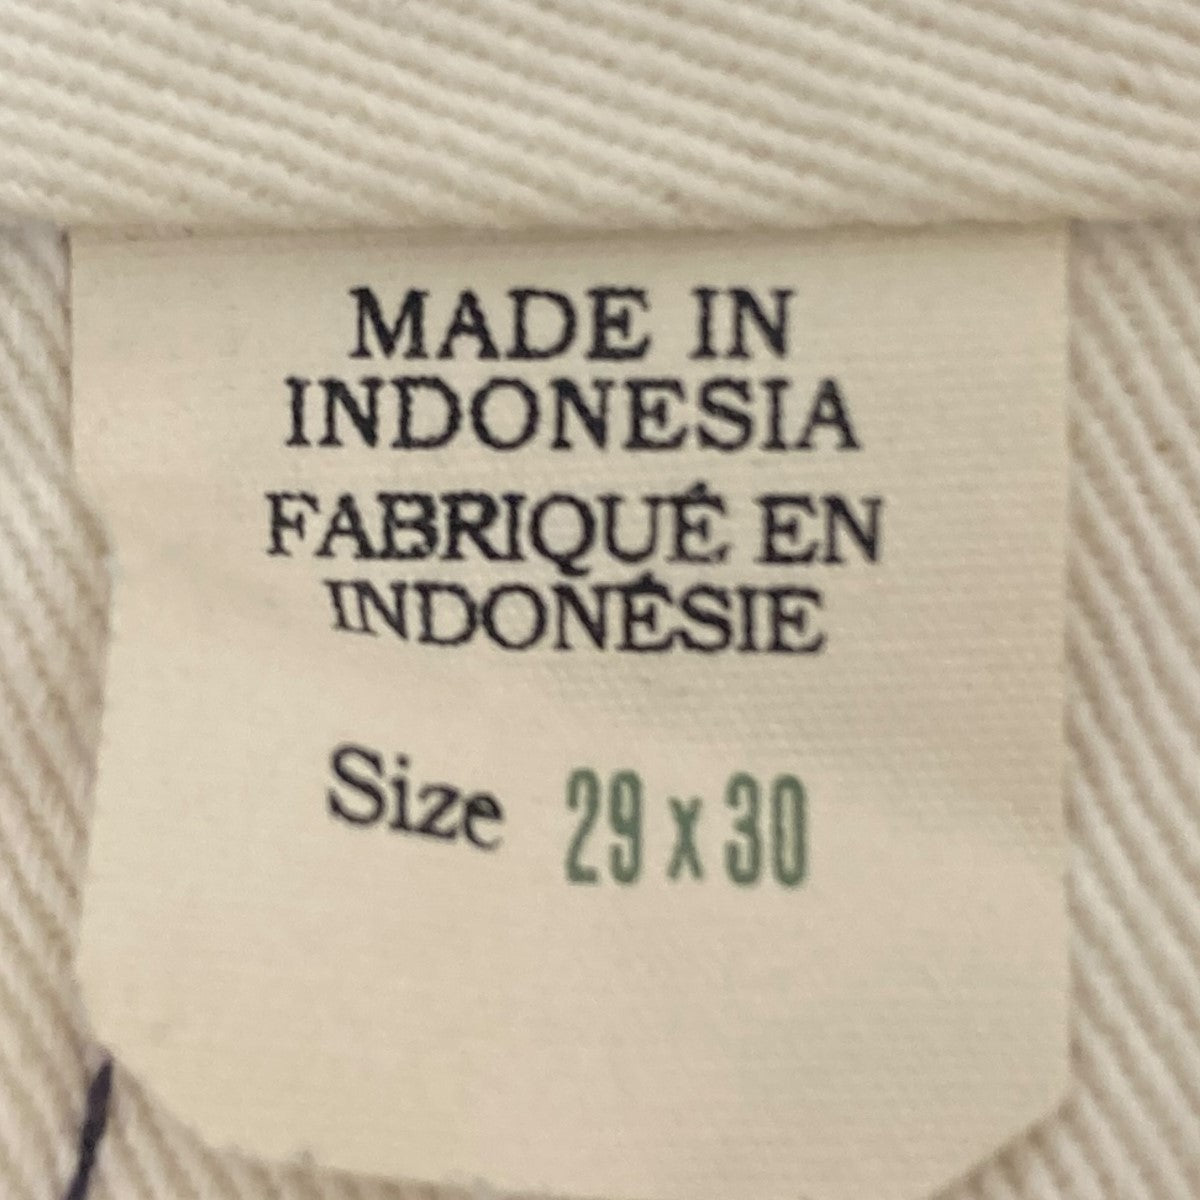 MADE IN
INDONESIA
FABRIQUÉ EN
INDONÉSIE
Size 29 x 30